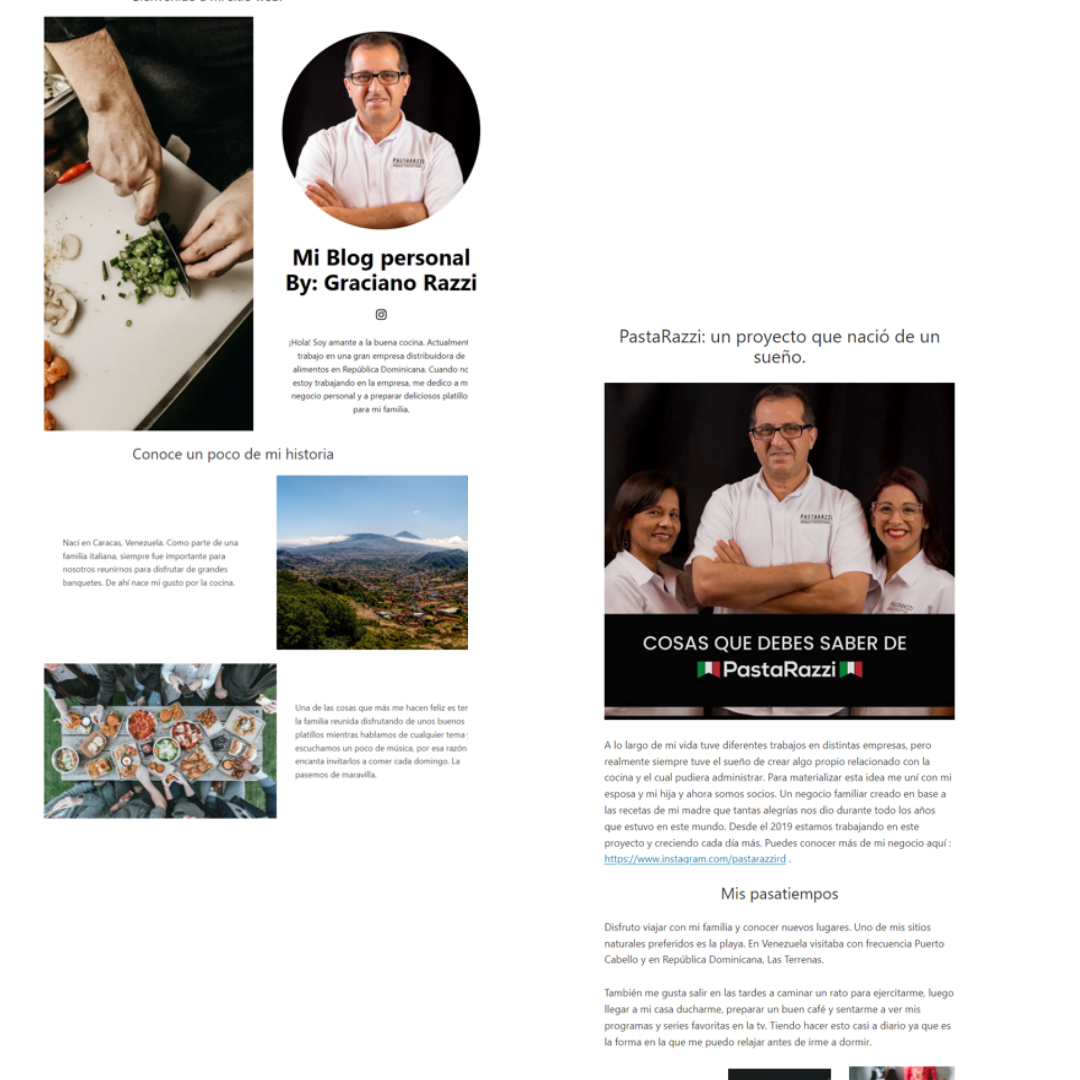 Bienvenido a mi sitio web!
PASTARAZZI
Mi Blog personal
By: Graciano Razzi
¡Hola! Soy amante a la buena cocina. Actualment
trabajo en una gran empresa distribuidora de
alimentos en República Dominicana. Cuando no
estoy trabajando en la empresa, me dedico a m
negocio personal y a preparar deliciosos platillo
para mi familia.
Conoce un poco de mi historia
Nací en Caracas, Venezuela. Como parte de una
familia italiana, siempre fue importante para
nosotros reunirnos para disfrutar de grandes
banquetes. De ahí nace mi gusto por la cocina.
Una de las cosas que más me hacen feliz es ter
la familia reunida disfrutando de unos buenos
platillos mientras hablamos de cualquier tema
escuchamos un poco de música, por esa razón
encanta invitarlos a comer cada domingo. La
pasemos de maravilla.
PastaRazzi: un proyecto que nació de un
sueño.
PASTARAZZI
PASTARAZZI
COSAS QUE DEBES SABER DE
PastaRazzi
A lo largo de mi vida tuve diferentes trabajos en distintas empresas, pero
realmente siempre tuve el sueño de crear algo propio relacionado con la
cocina y el cual pudiera administrar. Para materializar esta idea me uní con mi
esposa y mi hija y ahora somos socios. Un negocio familiar creado en base a
las recetas de mi madre que tantas alegrías nos dio durante todo los años
que estuvo en este mundo. Desde el 2019 estamos trabajando en este
proyecto y creciendo cada día más. Puedes conocer más de mi negocio aquí :
https://www.instagram.com/pastarazzird .
Mis pasatiempos
Disfruto viajar con mi familia y conocer nuevos lugares. Uno de mis sitios
naturales preferidos es la playa. En Venezuela visitaba con frecuencia Puerto
Cabello y en República Dominicana, Las Terrenas.
También me gusta salir en las tardes a caminar un rato para ejercitarme, luego
llegar a mi casa ducharme, preparar un buen café y sentarme a ver mis
programas y series favoritas en la tv. Tiendo hacer esto casi a diario ya que es
la forma en la que me puedo relajar antes de irme a dormir.